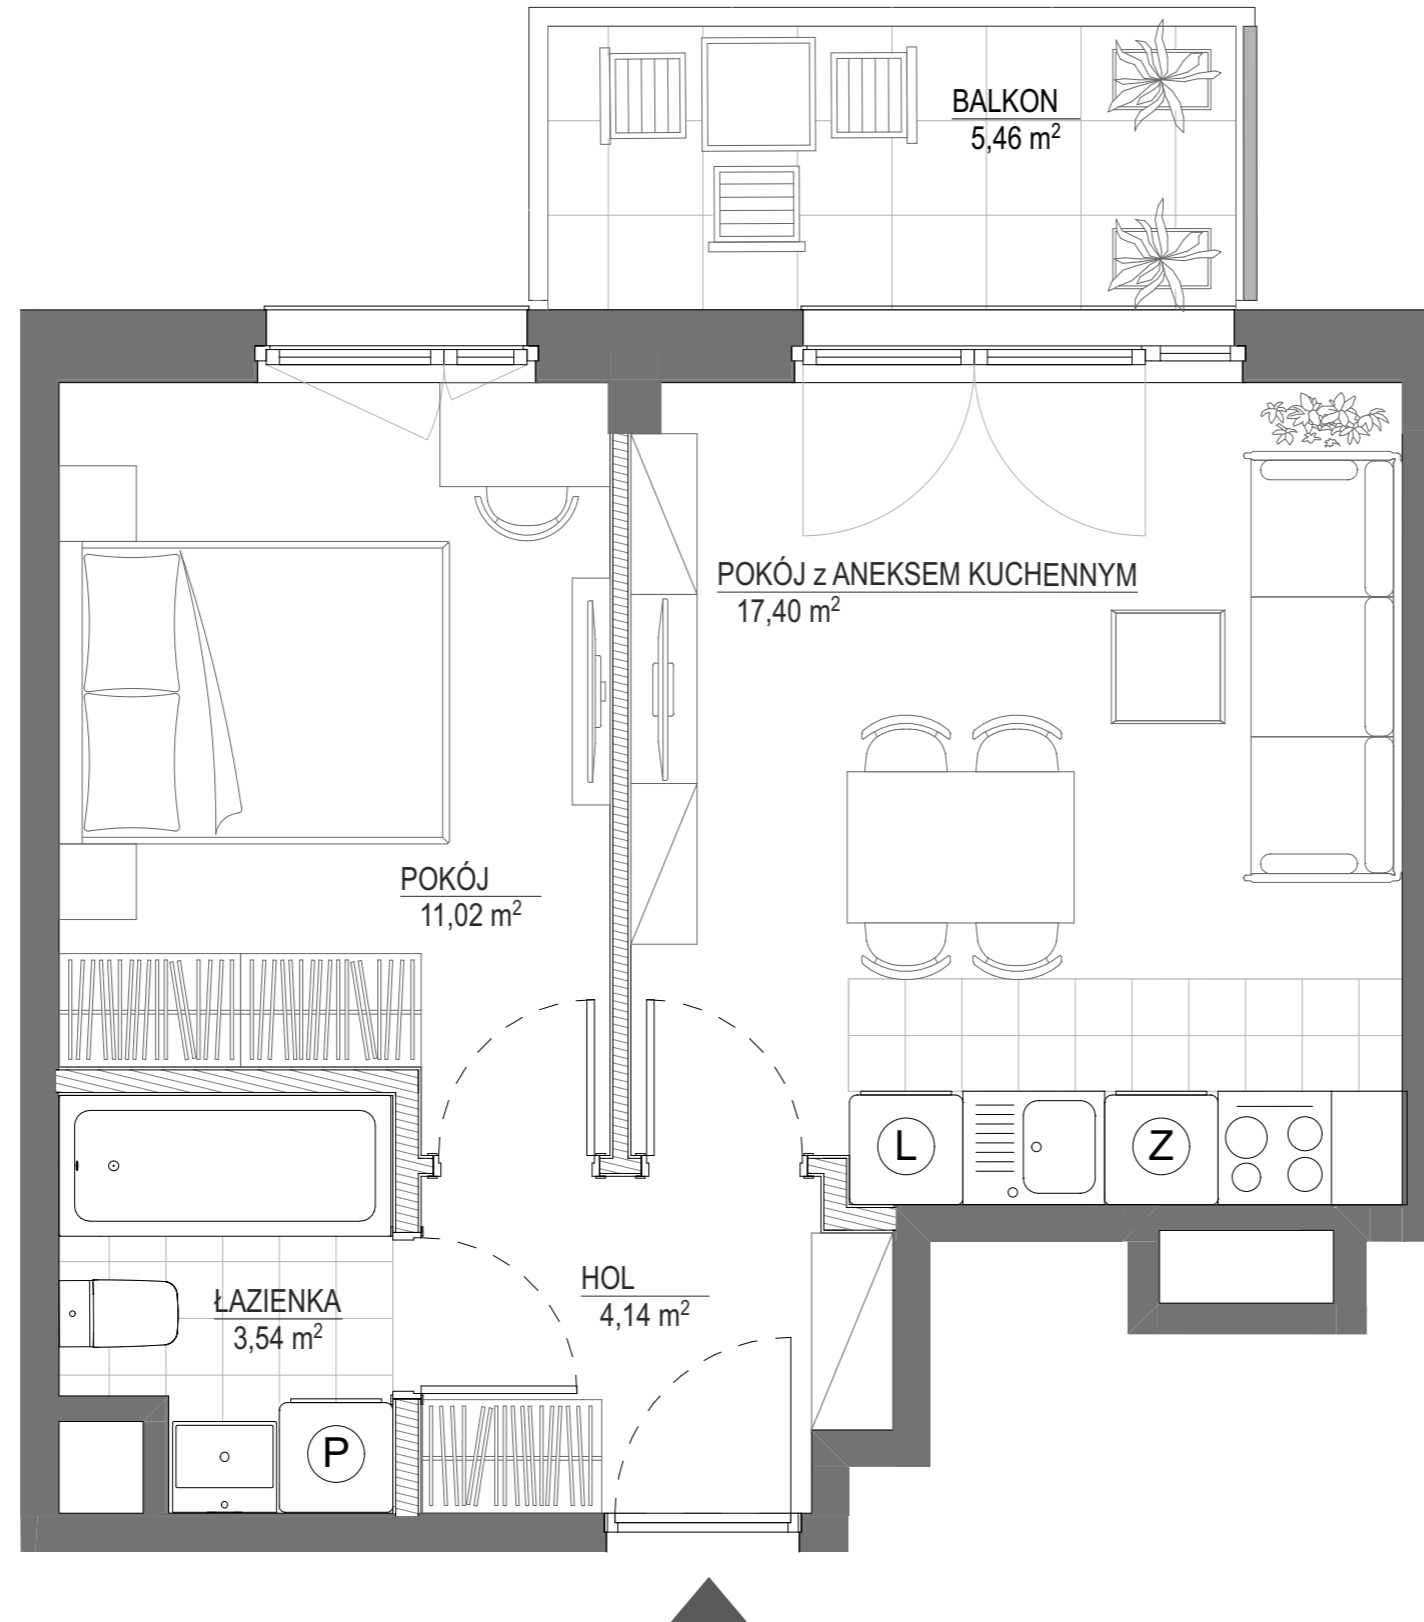 BALKON
5,46 m²
POKÓJ z ANEKSEM KUCHENNYM
17,40 m²
POKÓJ
11,02 m²
L
Z
HOL
4,14 m²
ŁAZIENKA
3,54 m²
P